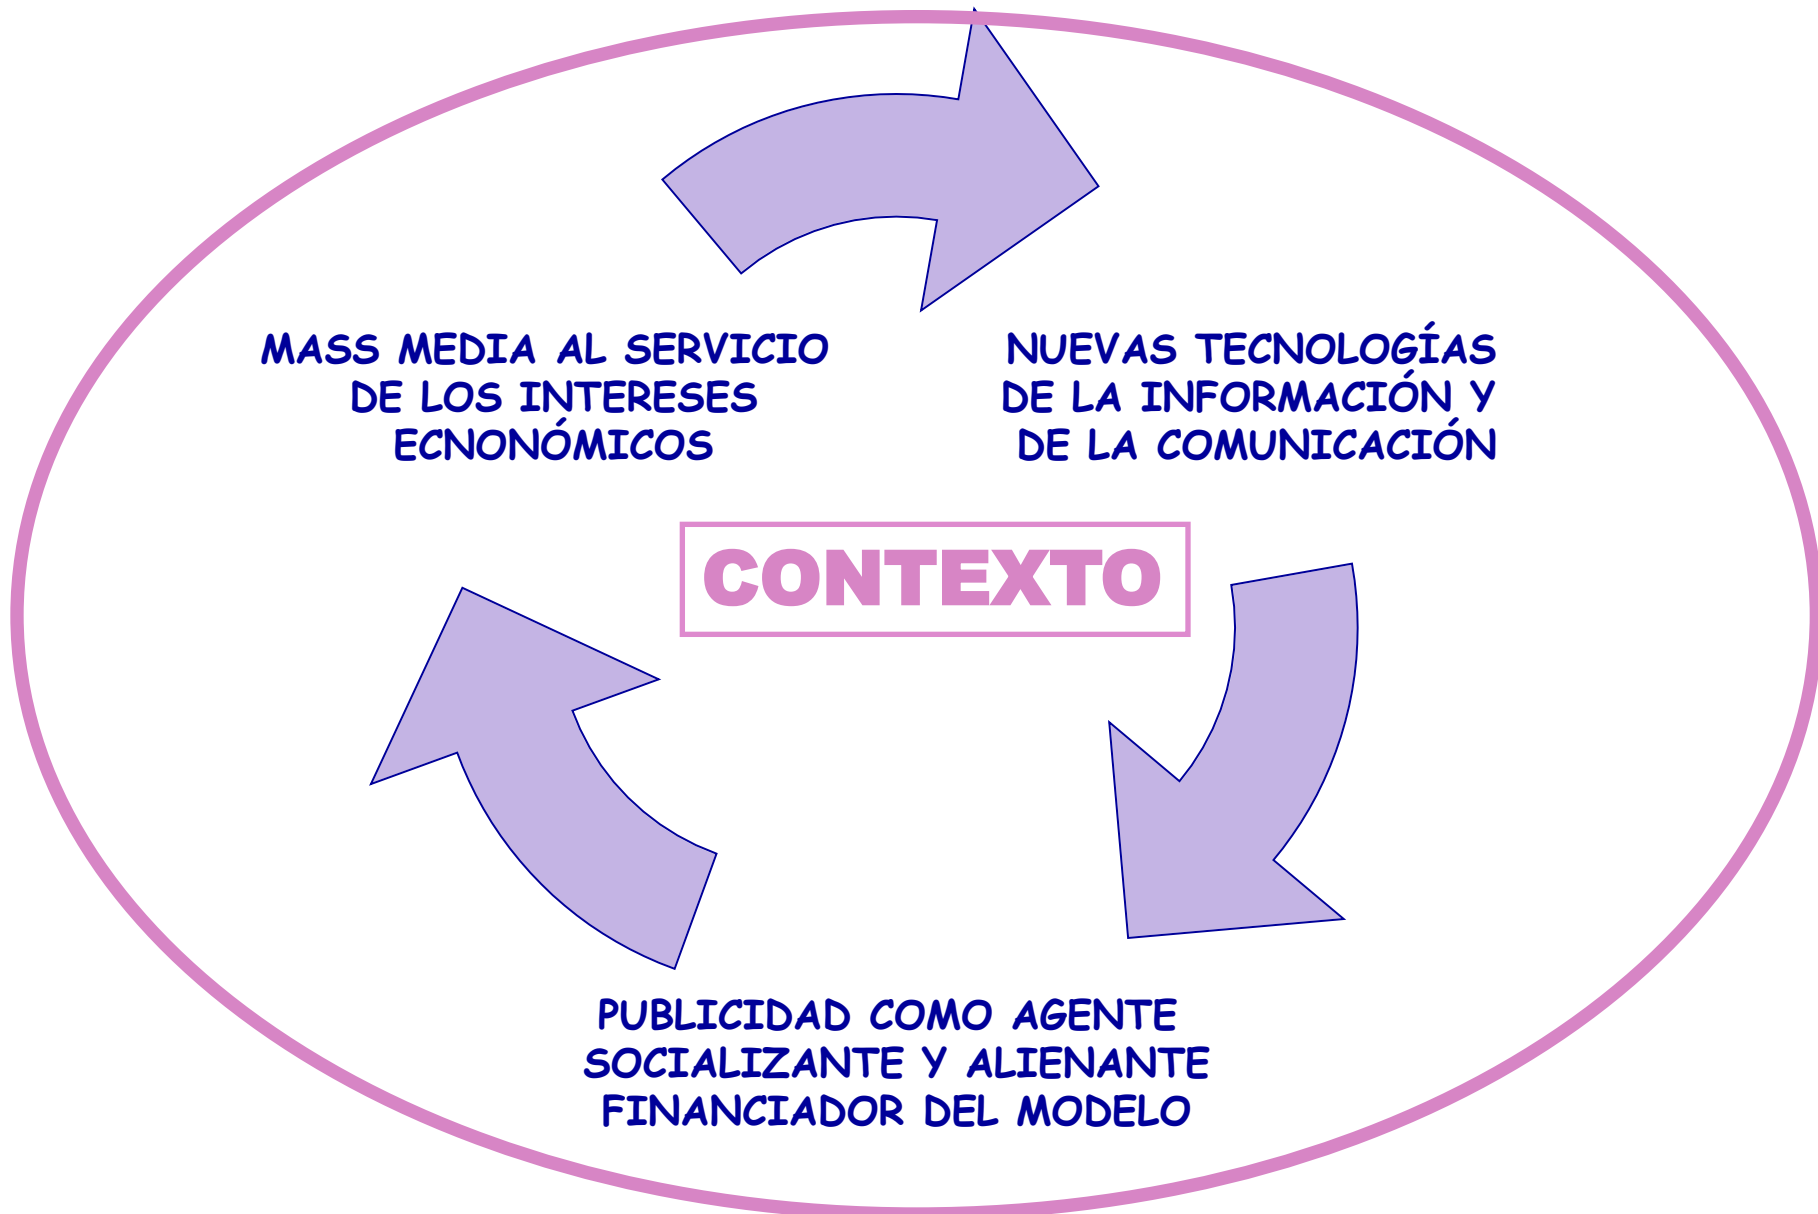 MASS MEDIA AL SERVICIO
DE LOS INTERESES
ECNONÓMICOS
NUEVAS TECNOLOGÍAS
DE LA INFORMACIÓN Y
DE LA COMUNICACIÓN
CONTEXTO
PUBLICIDAD COMO AGENTE
SOCIALIZANTE Y ALIENANTE
FINANCIADOR DEL MODELO